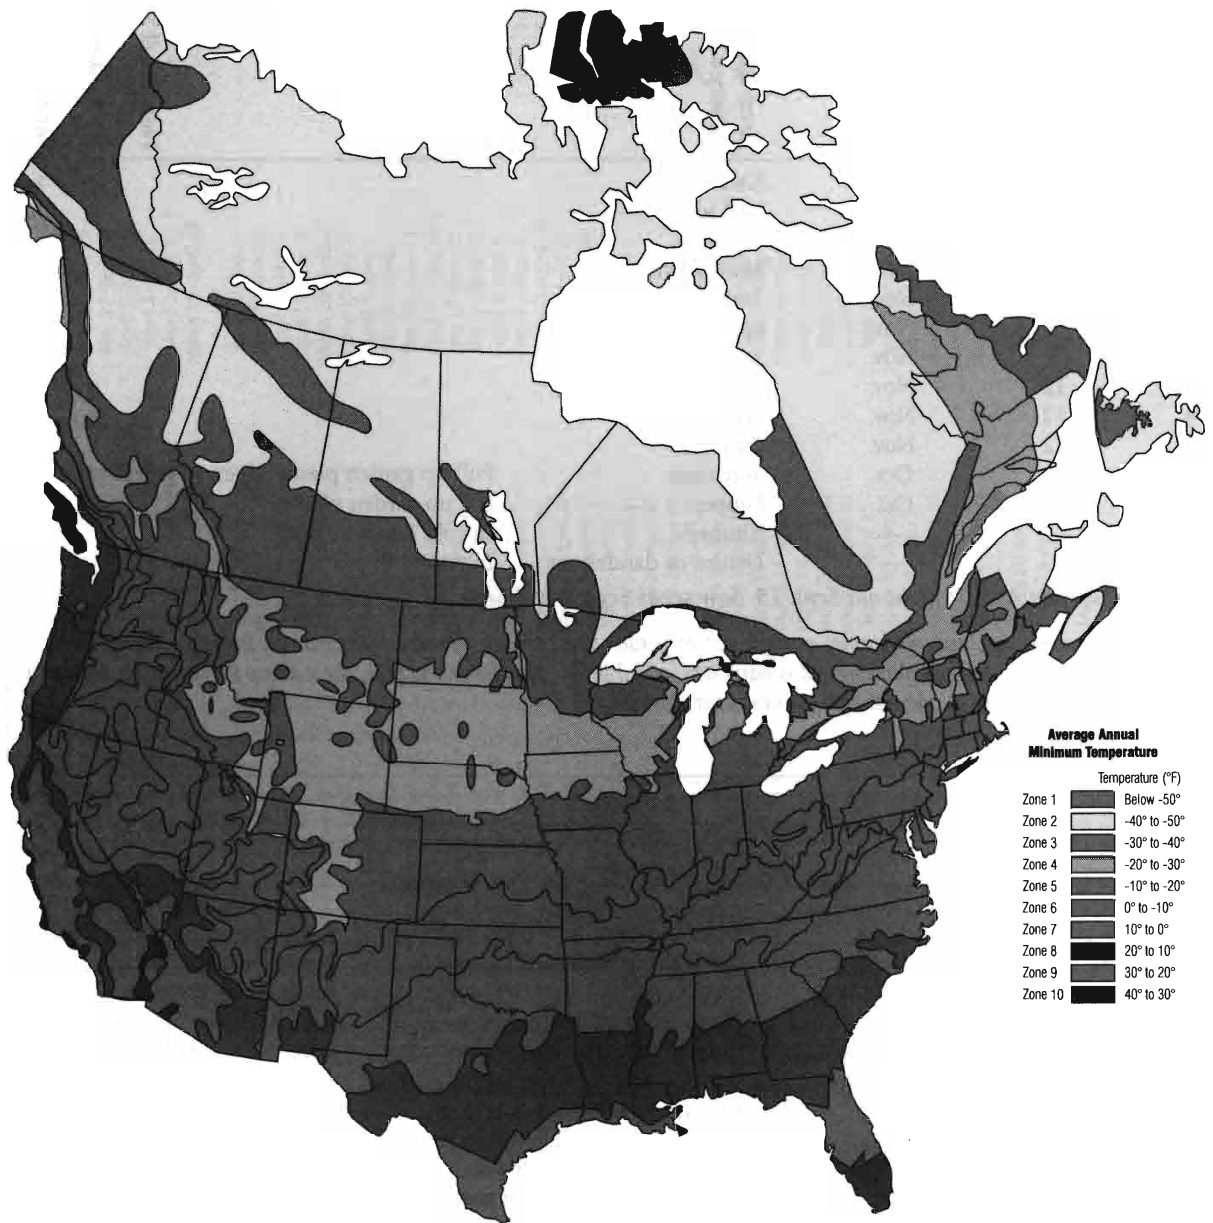 Average Annual
Minimum Temperature
Temperature (°F)
Zone 1 Below -50°
Zone 2 -40° to -50°
Zone 3 -30° to -40°
Zone 4 -20° to -30°
Zone 5 -10° to -20°
Zone 6 0° to -10°
Zone 7 10° to 0°
Zone 8 20° to 10°
Zone 9 30° to 20°
Zone 10 40° to 30°